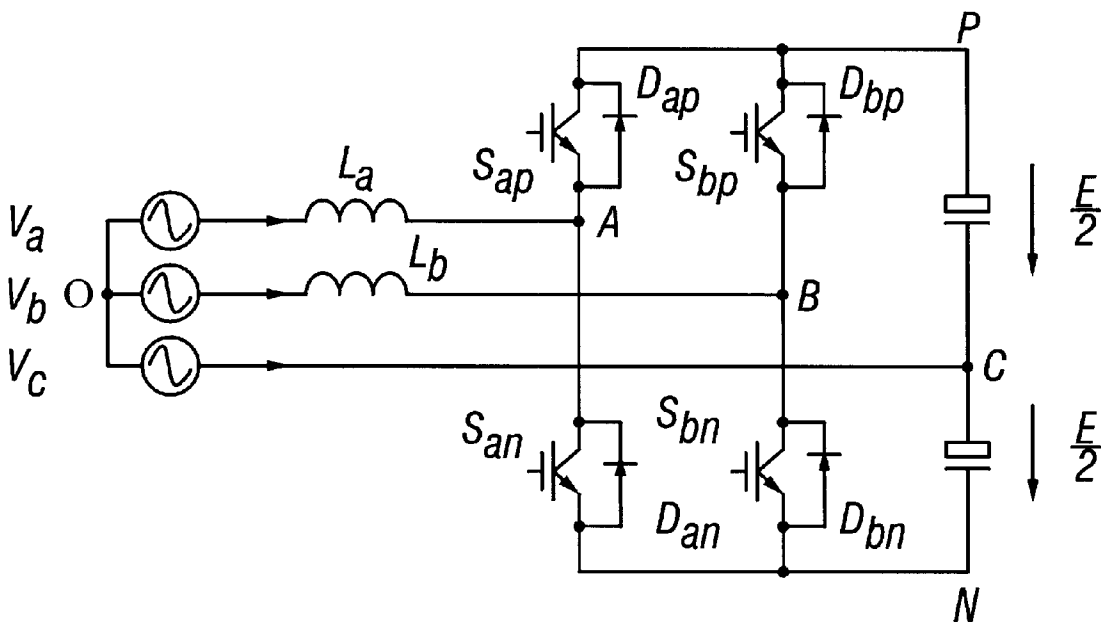 P
D_ap
D_bp
S_ap
S_bp
L_a
V_a
A
E/2
L_b
V_b
O
B
V_c
C
S_an
S_bn
E/2
D_an
D_bn
N